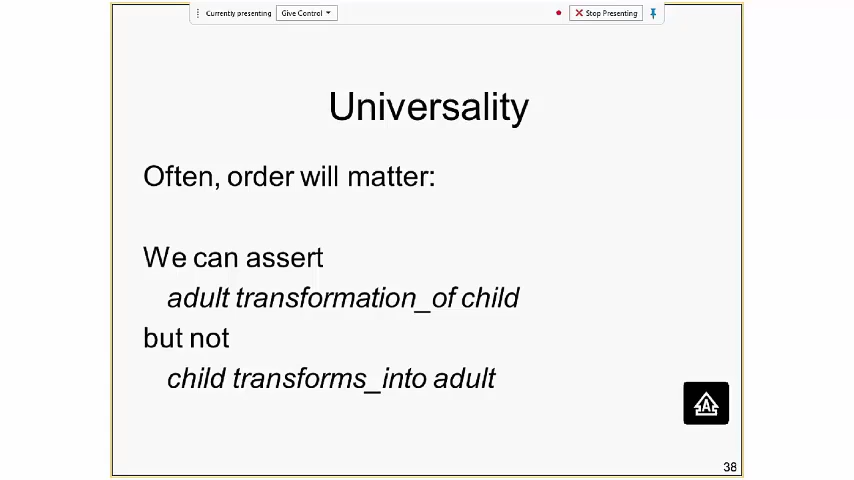 Currently presenting Give Control Stop Presenting
Universality
Often, order will matter:
We can assert
adult transformation_of child
but not
child transforms_into adult
A
38